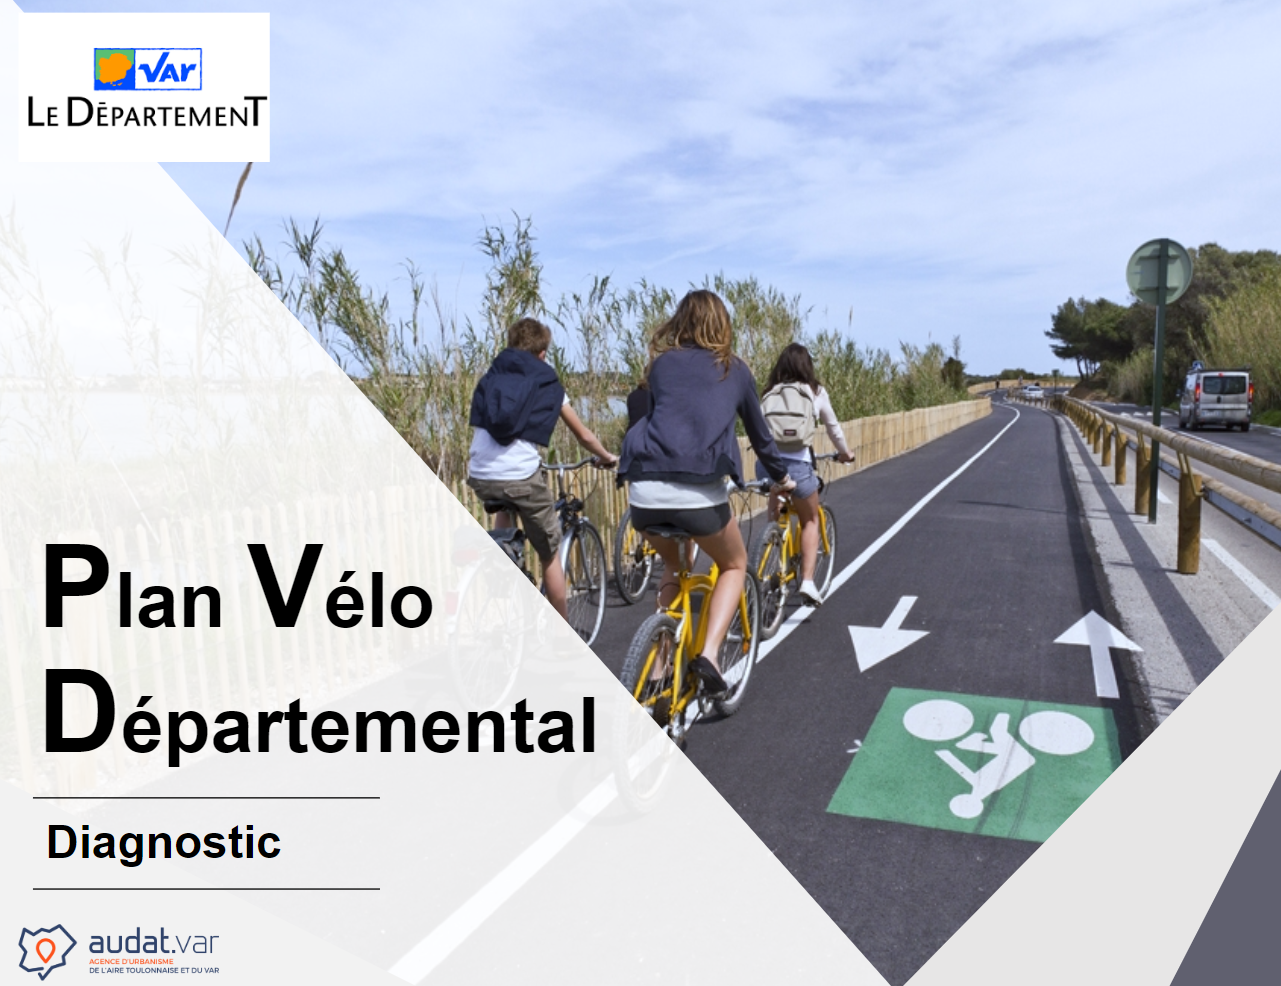 VAR
LE DÉPARTEMENT
Plan Vélo
Départemental
Diagnostic
audat.var
AGENCE D'URBANISME
DE L'AIRE TOULONNAISE ET DU VAR